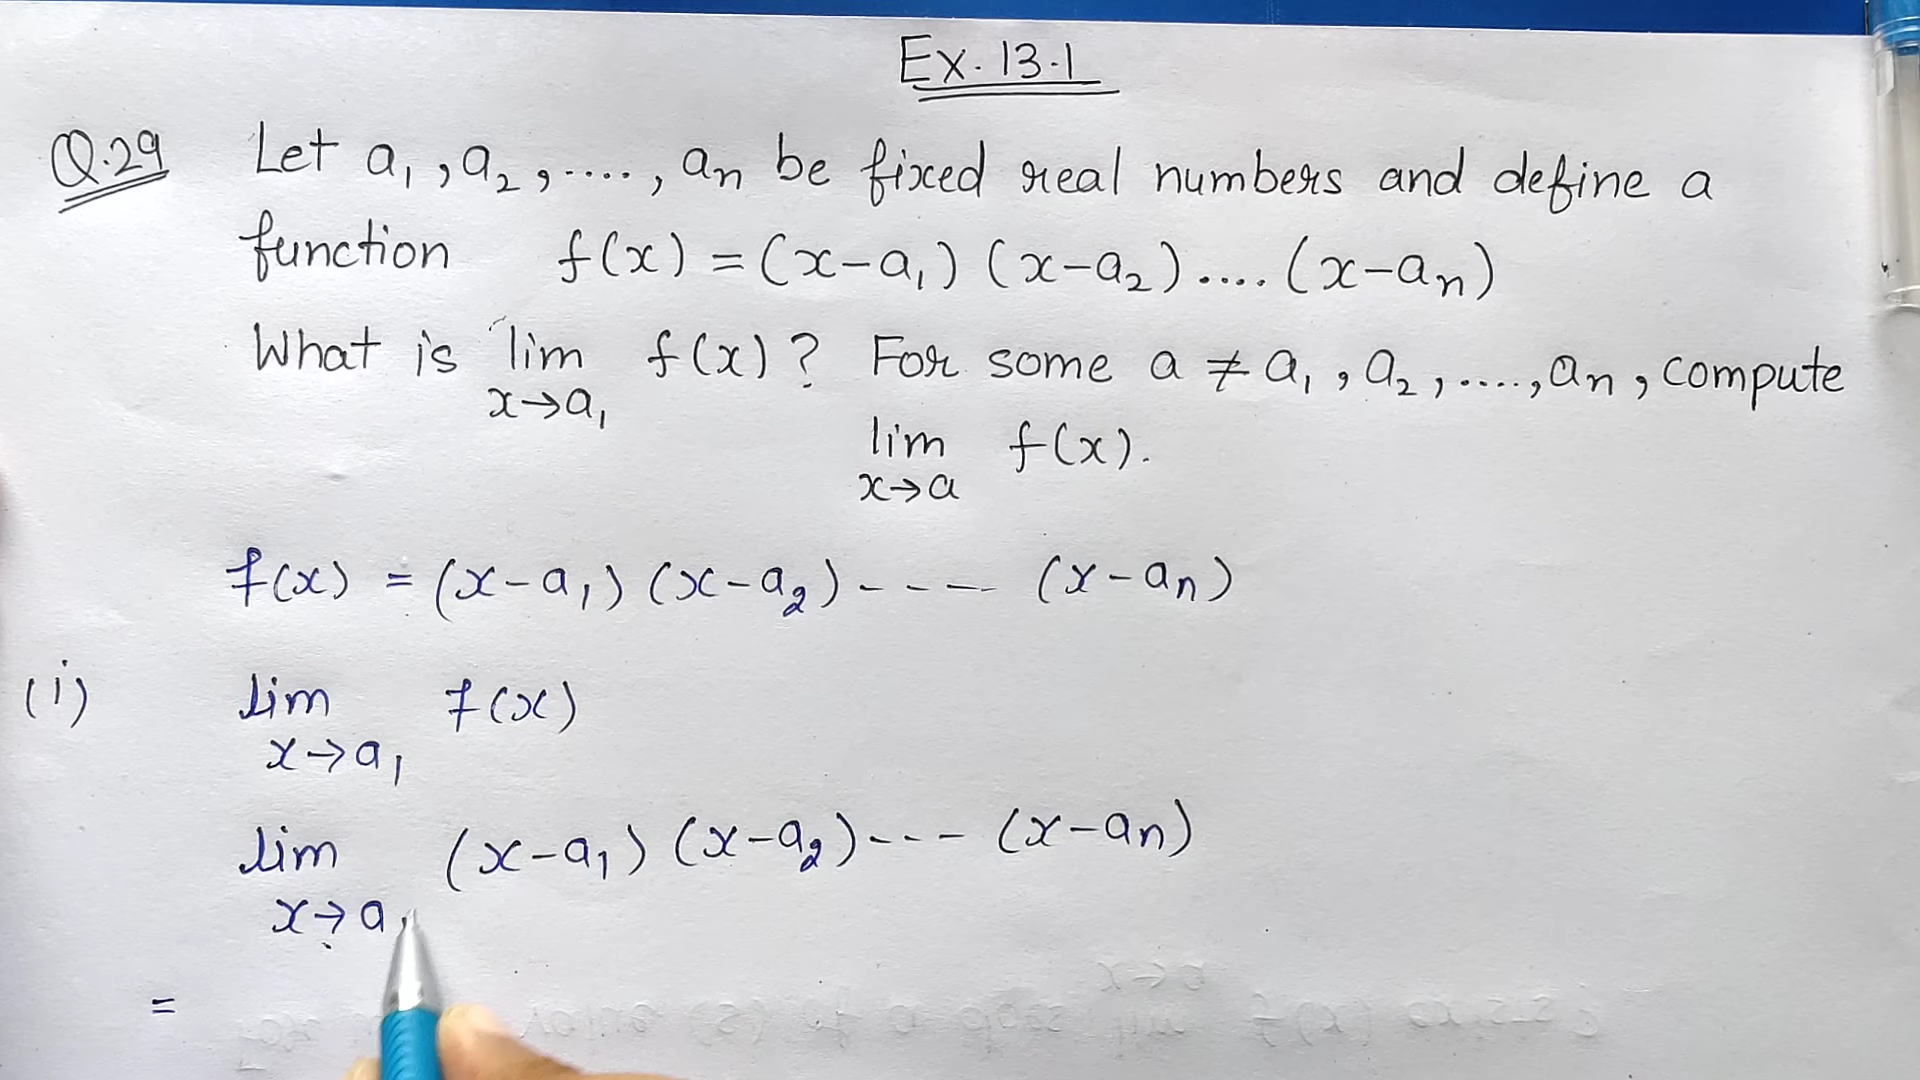 Ex. 13.1
Q.29 Let a₁, a₂, ...., aₙ be fixed real numbers and define a
function f(x) = (x-a₁) (x-a₂) .... (x-aₙ)
What is lim f(x)? For some a ≠ a₁, a₂, ...., aₙ, compute
x→a₁
lim f(x).
x→a
f(x) = (x-a₁) (x-a₂) ---- (x-aₙ)
(i) lim f(x)
x→a₁
lim (x-a₁) (x-a₂) --- (x-aₙ)
x→a₁
=